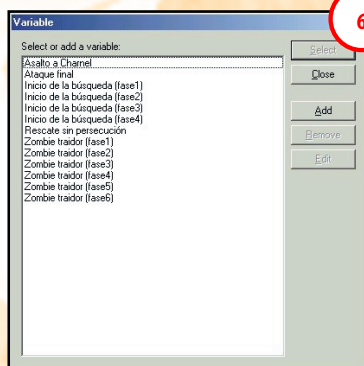 Variable
6
Select or add a variable:
Select
Asalto a Charnel
Ataque final
Close
Inicio de la búsqueda (fase1)
Inicio de la búsqueda (fase2)
Inicio de la búsqueda (fase3)
Add
Inicio de la búsqueda (fase4)
Rescate sin persecución
Remove
Zombie traidor (fase1)
Zombie traidor (fase2)
Edit
Zombie traidor (fase3)
Zombie traidor (fase4)
Zombie traidor (fase5)
Zombie traidor (fase6)